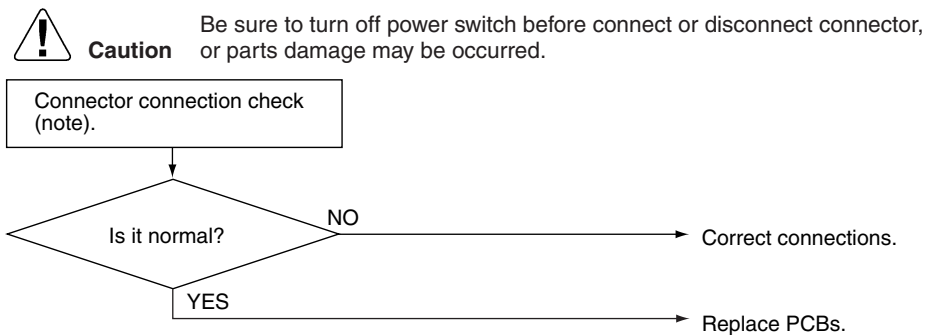 Be sure to turn off power switch before connect or disconnect connector,
Caution or parts damage may be occurred.
Connector connection check
(note).
Is it normal?
NO
Correct connections.
YES
Replace PCBs.